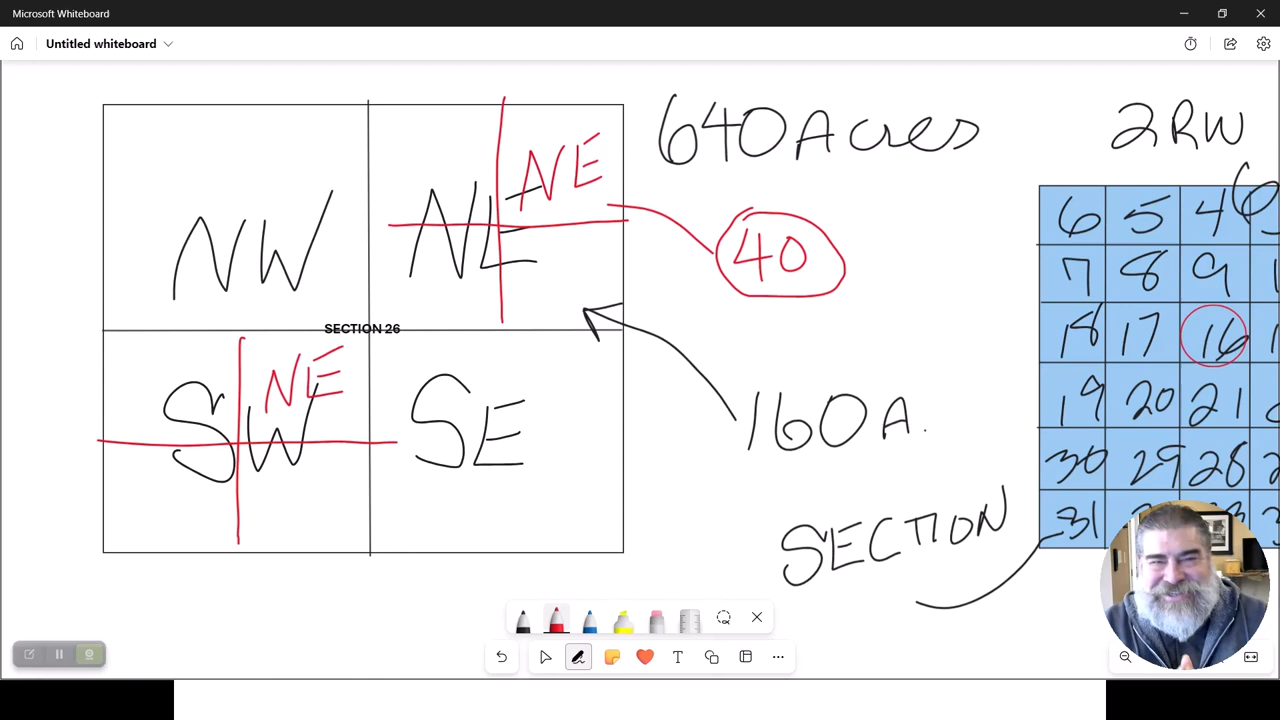 Microsoft Whiteboard
Untitled whiteboard
640 Acres
2RW
NW
NE
NE
40
SECTION 26
NE
SW
SE
160 A.
SECTION
6 5 4
7 8 9
18 17 16
19 20 21
30 29 28
31